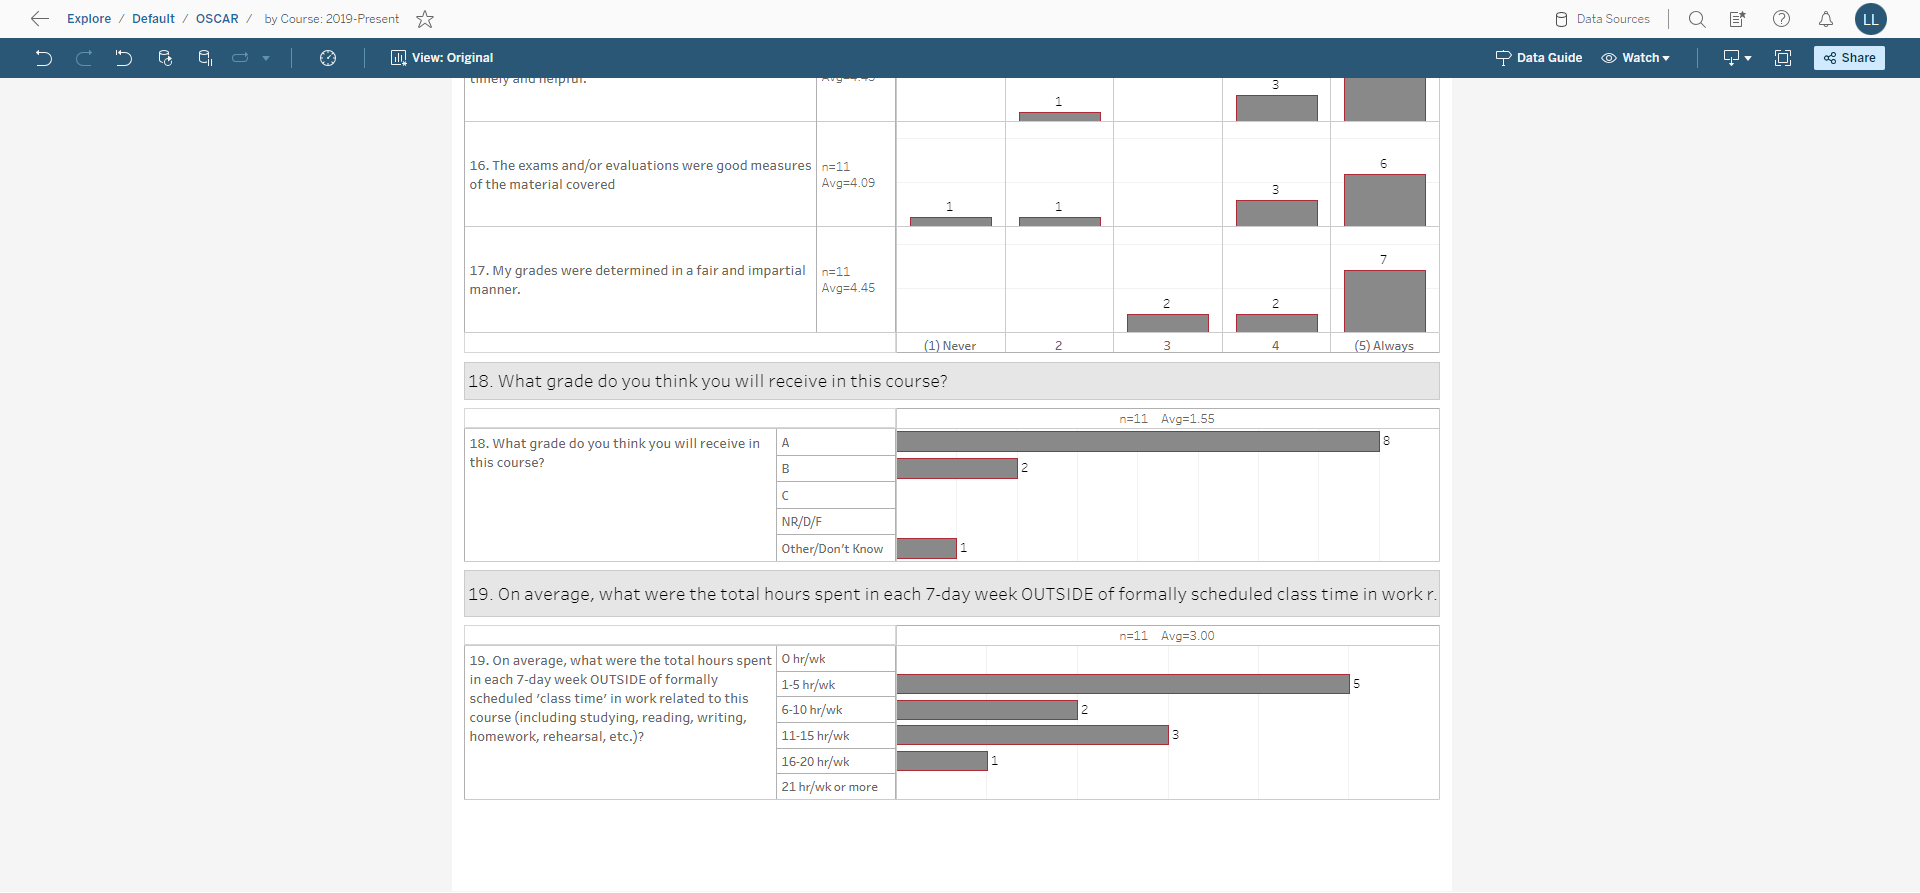 Explore / Default / OSCAR / by Course: 2019-Present
Data Sources
LL
View: Original
Data Guide
Watch
Share
timely and helpful.
Avg=4.45
1
3
16. The exams and/or evaluations were good measures
of the material covered
n=11
Avg=4.09
1
1
3
6
17. My grades were determined in a fair and impartial
manner.
n=11
Avg=4.45
2
2
7
(1) Never
2
3
4
(5) Always
18. What grade do you think you will receive in this course?
n=11 Avg=1.55
18. What grade do you think you will receive in
this course?
A
8
B
2
C
NR/D/F
Other/Don't Know
1
19. On average, what were the total hours spent in each 7-day week OUTSIDE of formally scheduled class time in work r.
n=11 Avg=3.00
19. On average, what were the total hours spent
in each 7-day week OUTSIDE of formally
scheduled ‘class time’ in work related to this
course (including studying, reading, writing,
homework, rehearsal, etc.)?
0 hr/wk
1-5 hr/wk
5
6-10 hr/wk
2
11-15 hr/wk
3
16-20 hr/wk
1
21 hr/wk or more